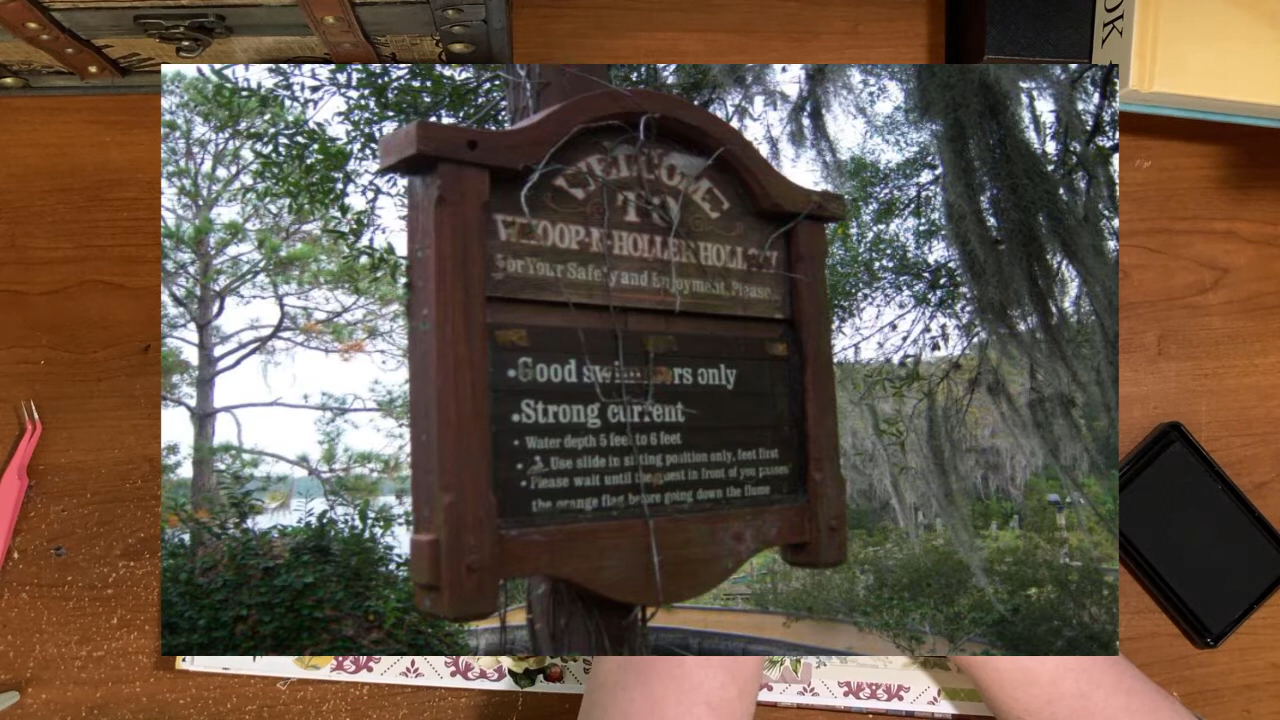 OK
WELCOME
TO
WHOOP-N-HOLLER HOLLOW
For Your Safety and Enjoyment, Please...
•Good swimmers only
•Strong current
• Water depth 5 feet to 6 feet
• Use slide in sitting position only, feet first
• Please wait until the guest in front of you passes
the orange flag before going down the flume